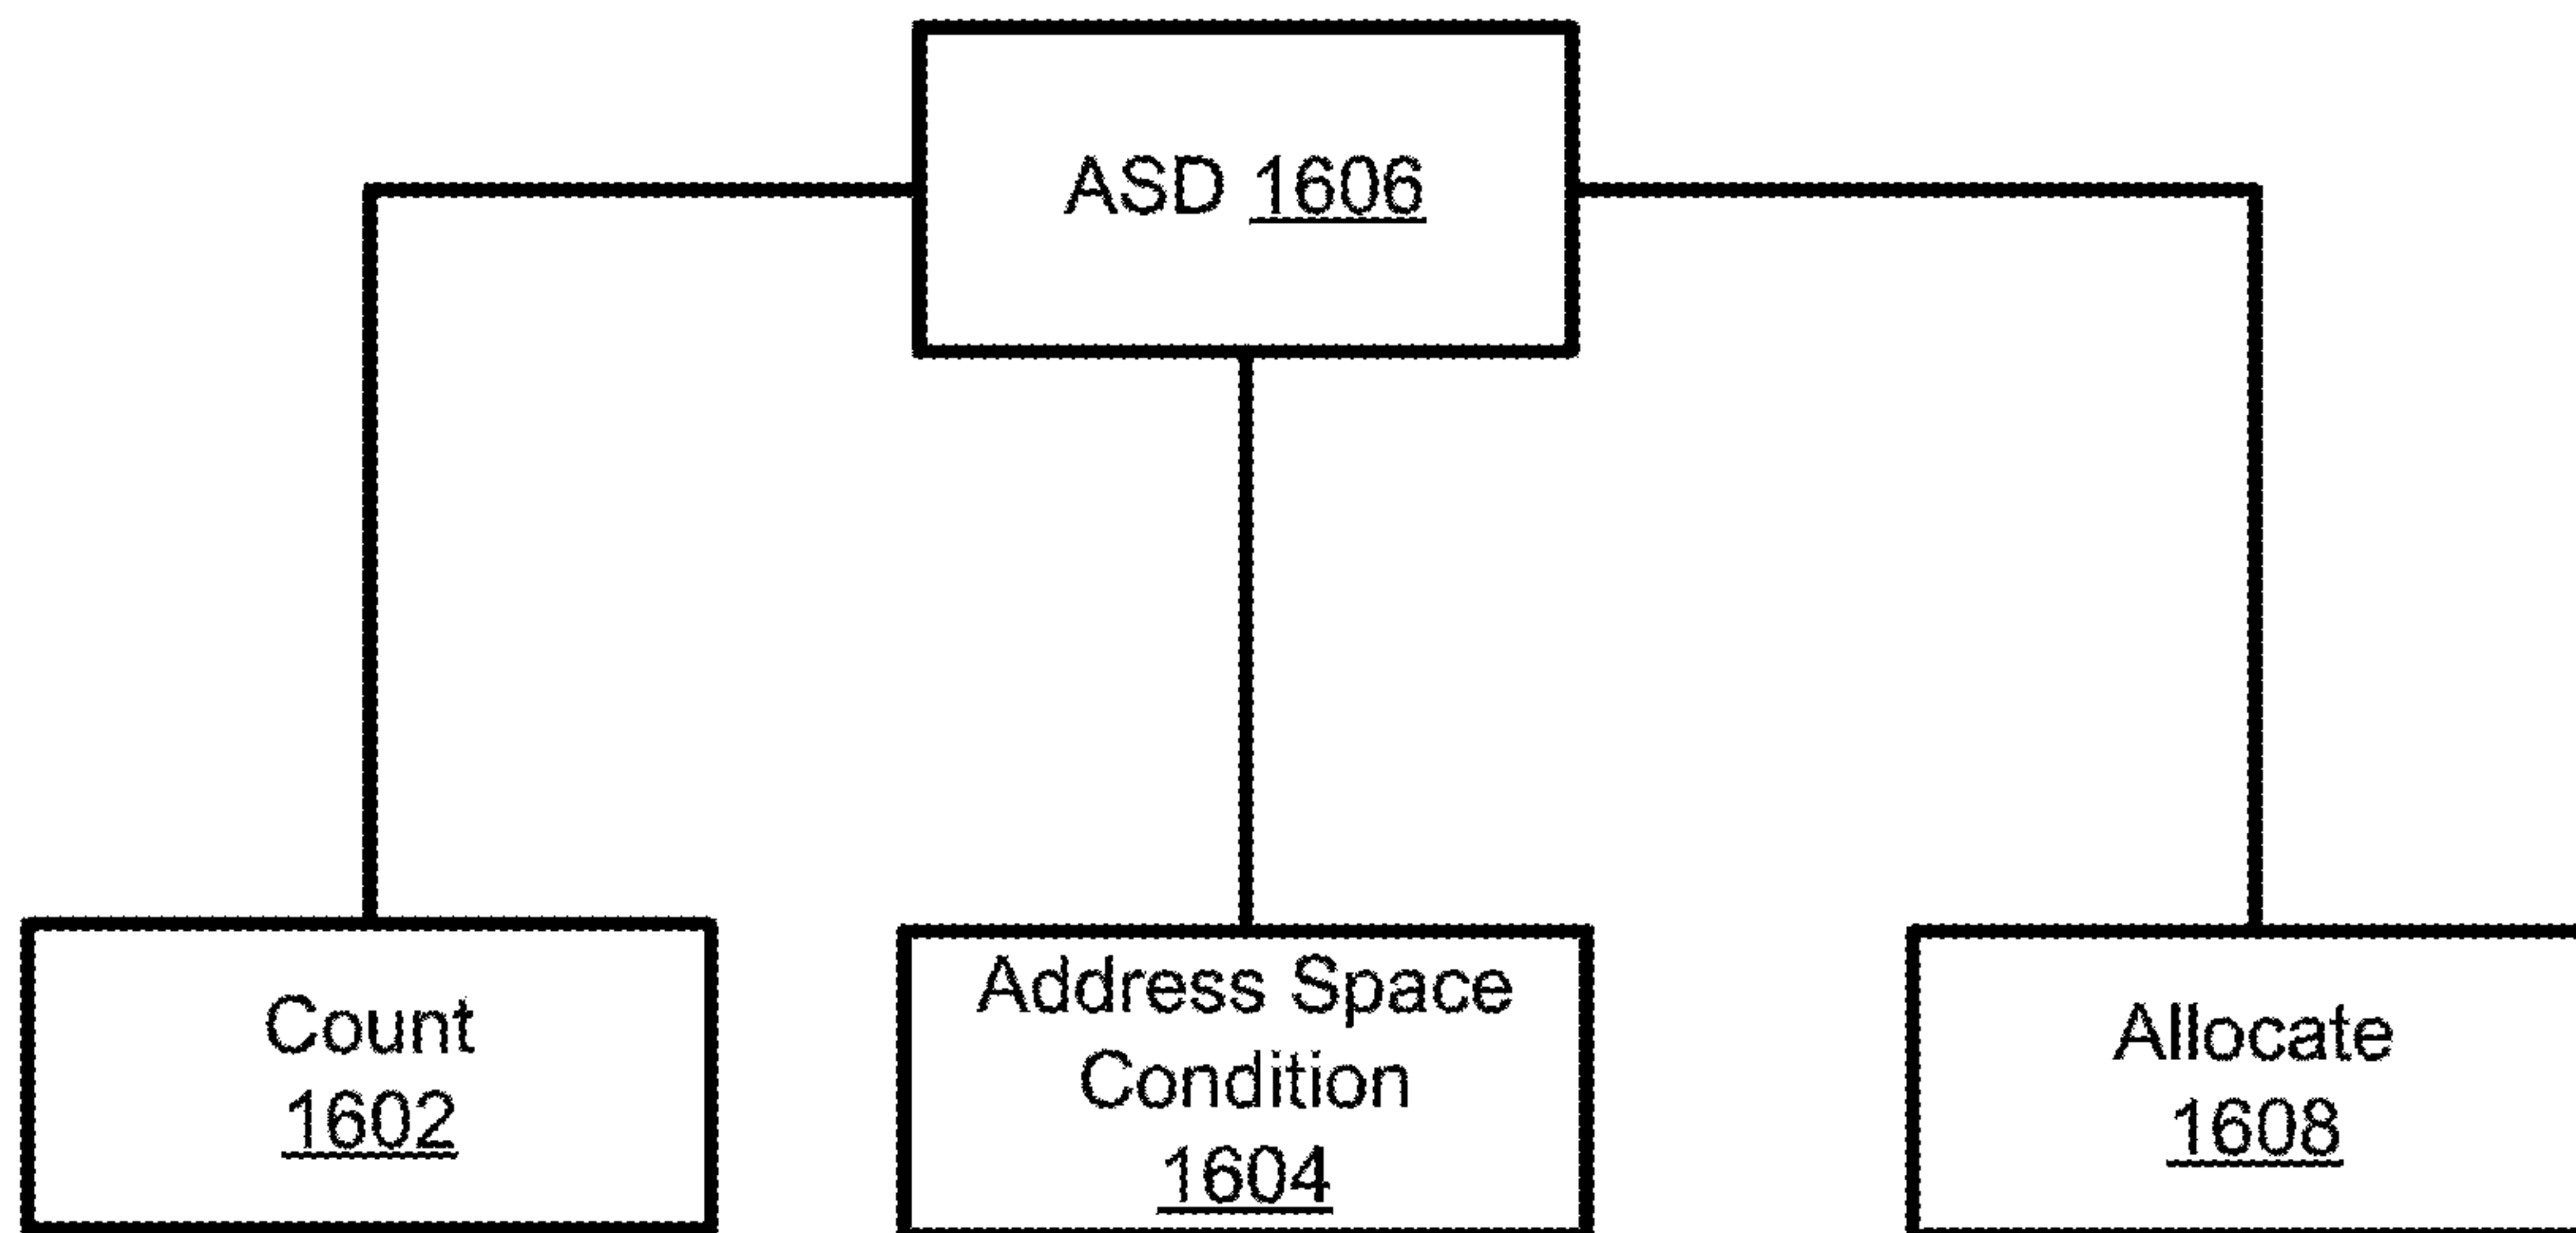 ASD 1606
Count
1602
Address Space
Condition
1604
Allocate
1608